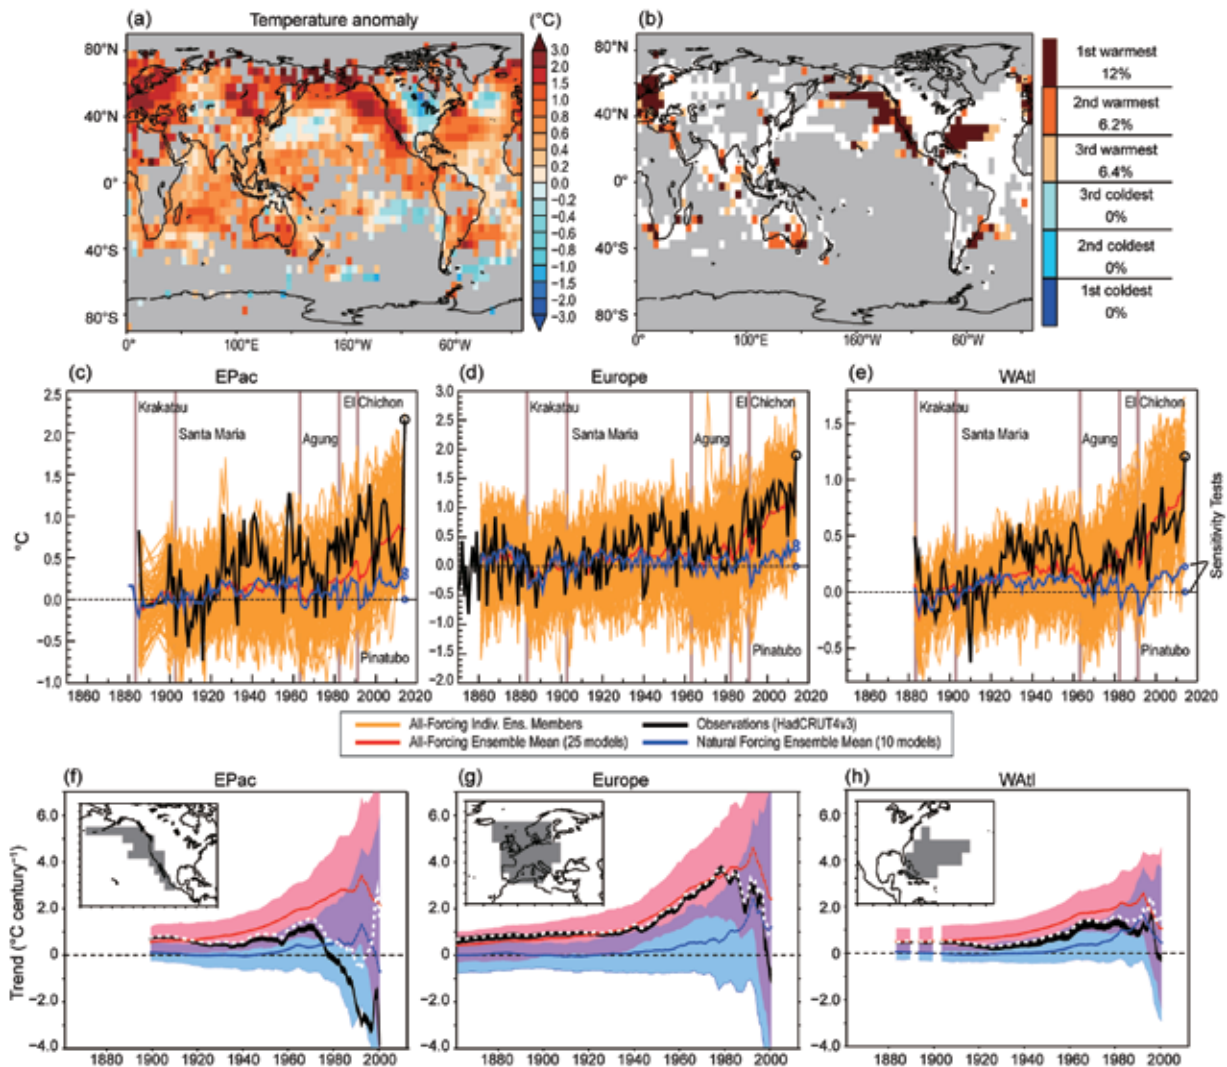 (a) Temperature anomaly (°C) (b)
80°N 3.0 80°N 1st warmest
2.0 12%
1.5
40°N 1.0 40°N 2nd warmest
0.8 6.2%
0.6
0.4 3rd warmest
0.2 6.4%
0° 0.0 0°
−0.2 3rd coldest
−0.4 0%
−0.6
40°S −0.8 40°S 2nd coldest
−1.0 0%
−1.5
−2.0 1st coldest
80°S −3.0 80°S 0%
0° 100°E 160°W 60°W 0° 100°E 160°W 60°W
(c) EPac (d) Europe (e) WAtl
2.5 3.0 1.5
2.0 2.5
1.5 2.0 1.0
1.0 1.5
0.5 1.0 0.5
0.0 0.5 0.0
−0.5 0.0 −0.5
−1.0 −0.5
−1.0
−1.5
−2.0
°C
Krakatau El Chichon Krakatau El Chichon Krakatau El Chichon
Santa Maria Agung Santa Maria Agung Santa Maria Agung
Pinatubo Pinatubo Pinatubo
Sensitivity Tests
1860 1880 1900 1920 1940 1960 1980 2000 2020 1860 1880 1900 1920 1940 1960 1980 2000 2020 1860 1880 1900 1920 1940 1960 1980 2000 2020
All-Forcing Indiv. Ens. Members Observations (HadCRUT4v3)
All-Forcing Ensemble Mean (25 models) Natural Forcing Ensemble Mean (10 models)
(f) EPac (g) Europe (h) WAtl
6.0 6.0 6.0
4.0 4.0 4.0
2.0 2.0 2.0
0 0 0
−2.0 −2.0 −2.0
−4.0 −4.0 −4.0
Trend (°C century⁻¹)
1880 1900 1920 1940 1960 1980 2000 1880 1900 1920 1940 1960 1980 2000 1880 1900 1920 1940 1960 1980 2000